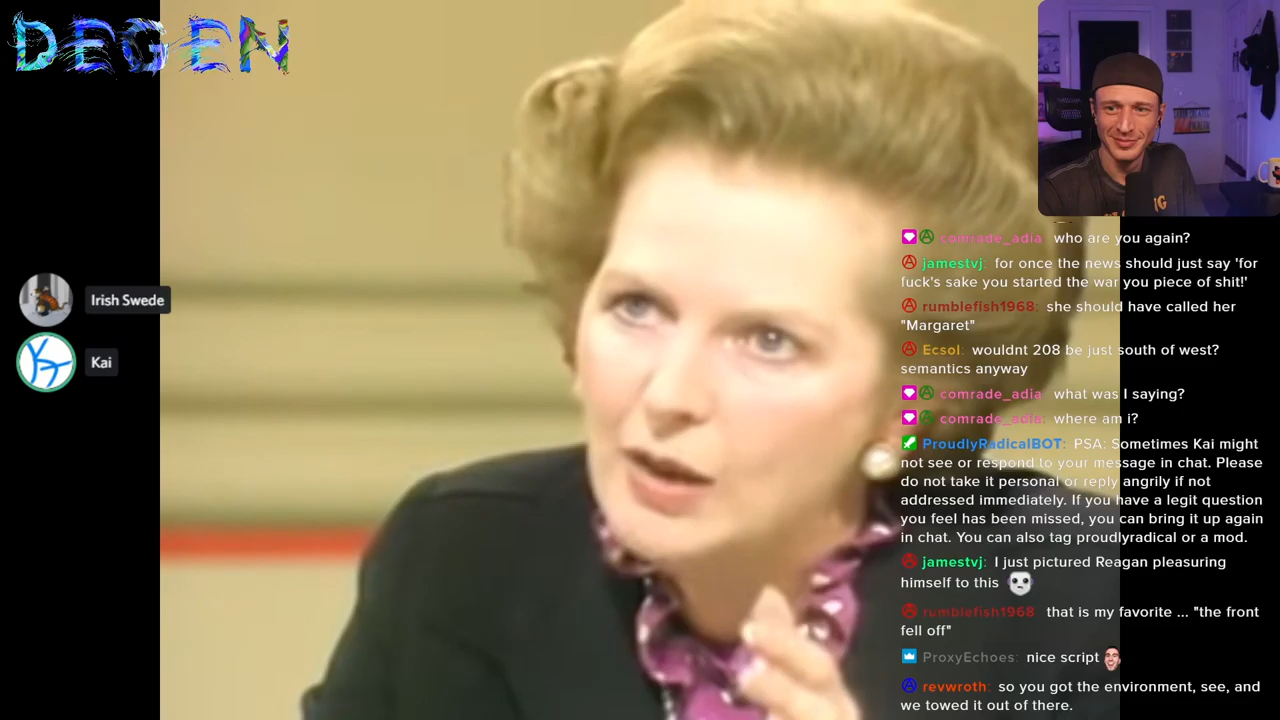 DEGEN
Irish Swede
Kai
comrade_adia: who are you again?
jamestvj: for once the news should just say 'for
fuck's sake you started the war you piece of shit!'
rumblefish1968: she should have called her
"Margaret"
Ecsol: wouldnt 208 be just south of west?
semantics anyway
comrade_adia: what was I saying?
comrade_adia: where am i?
ProudlyRadicalBOT: PSA: Sometimes Kai might
not see or respond to your message in chat. Please
do not take it personal or reply angrily if not
addressed immediately. If you have a legit question
you feel has been missed, you can bring it up again
in chat. You can also tag proudlyradical or a mod.
jamestvj: I just pictured Reagan pleasuring
himself to this
rumblefish1968: that is my favorite ... "the front
fell off"
ProxyEchoes: nice script
revwroth: so you got the environment, see, and
we towed it out of there.